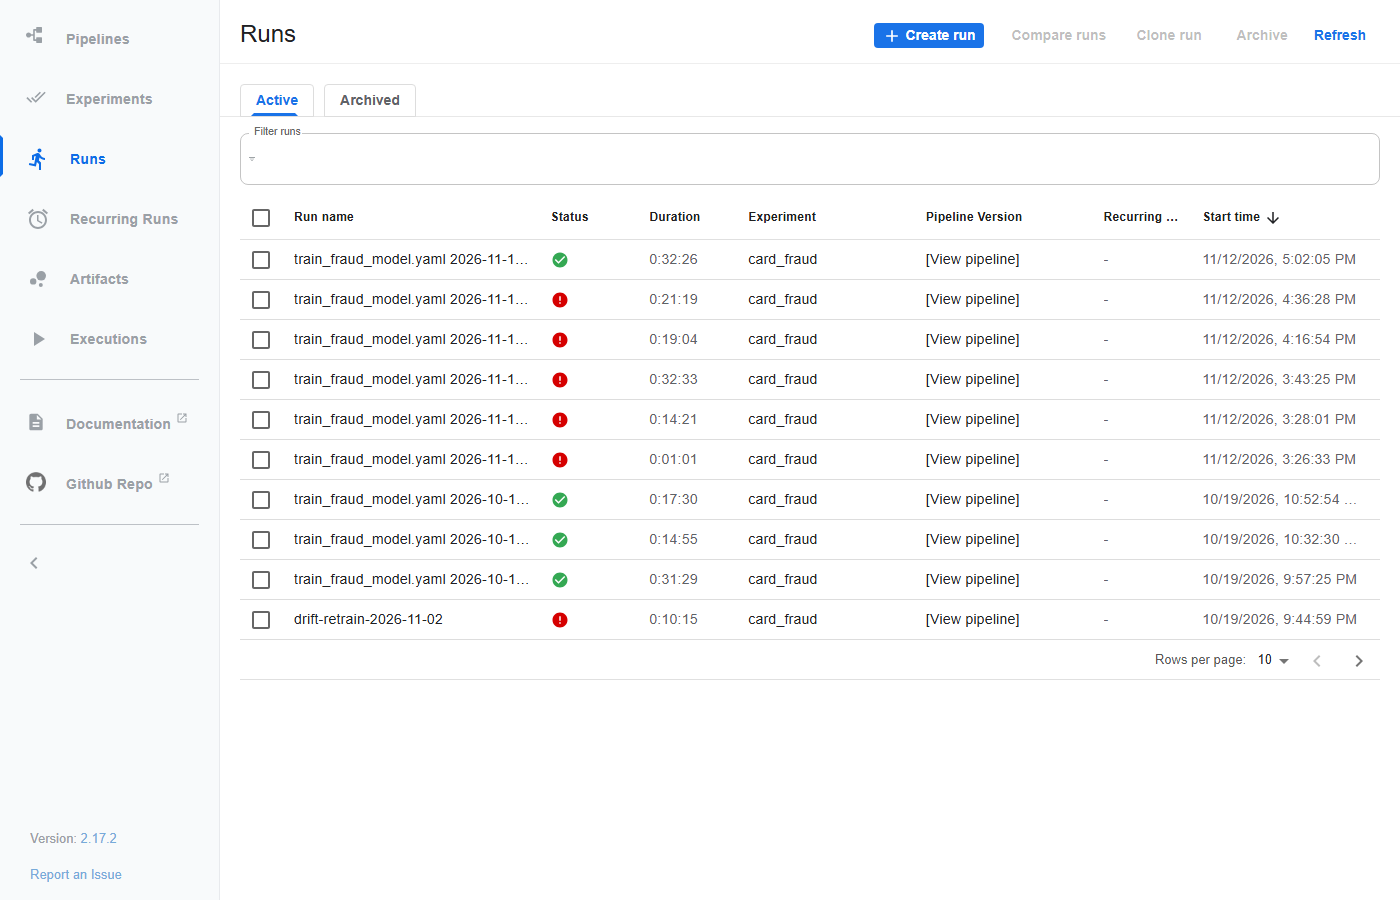 Pipelines
Experiments
Runs
Recurring Runs
Artifacts
Executions
Documentation
Github Repo
Version: 2.17.2
Report an Issue
Runs
Create run Compare runs Clone run Archive Refresh
Active Archived
Filter runs
Run name Status Duration Experiment Pipeline Version Recurring ... Start time
train_fraud_model.yaml 2026-11-1... 0:32:26 card_fraud [View pipeline] - 11/12/2026, 5:02:05 PM
train_fraud_model.yaml 2026-11-1... 0:21:19 card_fraud [View pipeline] - 11/12/2026, 4:36:28 PM
train_fraud_model.yaml 2026-11-1... 0:19:04 card_fraud [View pipeline] - 11/12/2026, 4:16:54 PM
train_fraud_model.yaml 2026-11-1... 0:32:33 card_fraud [View pipeline] - 11/12/2026, 3:43:25 PM
train_fraud_model.yaml 2026-11-1... 0:14:21 card_fraud [View pipeline] - 11/12/2026, 3:28:01 PM
train_fraud_model.yaml 2026-11-1... 0:01:01 card_fraud [View pipeline] - 11/12/2026, 3:26:33 PM
train_fraud_model.yaml 2026-10-1... 0:17:30 card_fraud [View pipeline] - 10/19/2026, 10:52:54 ...
train_fraud_model.yaml 2026-10-1... 0:14:55 card_fraud [View pipeline] - 10/19/2026, 10:32:30 ...
train_fraud_model.yaml 2026-10-1... 0:31:29 card_fraud [View pipeline] - 10/19/2026, 9:57:25 PM
drift-retrain-2026-11-02 0:10:15 card_fraud [View pipeline] - 10/19/2026, 9:44:59 PM
Rows per page: 10